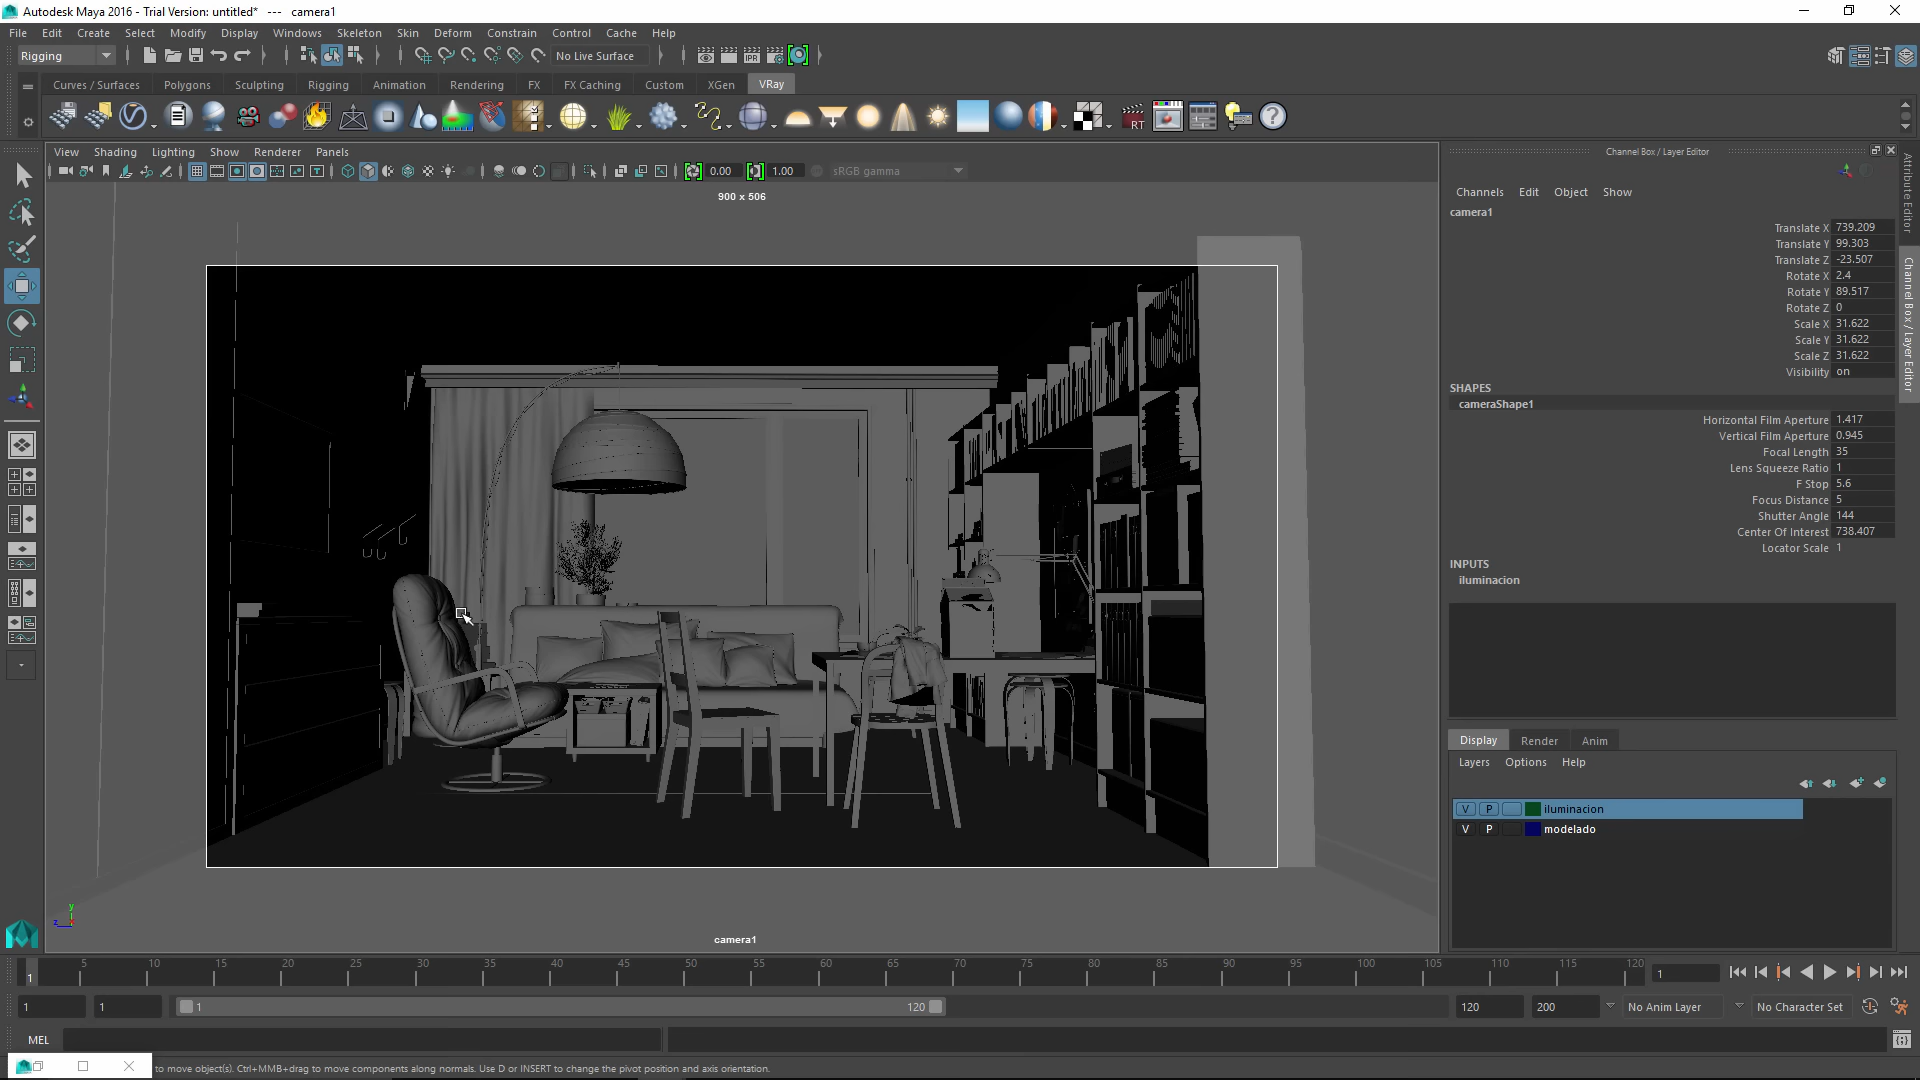 Autodesk Maya 2016 - Trial Version: untitled*   ---   camera1
File Edit Create Select Modify Display Windows Skeleton Skin Deform Constrain Control Cache Help
Rigging
No Live Surface
IPR
Curves / Surfaces Polygons Sculpting Rigging Animation Rendering FX FX Caching Custom XGen VRay
RT
View Shading Lighting Show Renderer Panels
0.00 1.00 sRGB gamma
900 x 506
camera1
Channel Box / Layer Editor
Channels Edit Object Show
camera1
Translate X 739.209
Translate Y 99.303
Translate Z -23.507
Rotate X 2.4
Rotate Y 89.517
Rotate Z 0
Scale X 31.622
Scale Y 31.622
Scale Z 31.622
Visibility on
SHAPES
cameraShape1
Horizontal Film Aperture 1.417
Vertical Film Aperture 0.945
Focal Length 35
Lens Squeeze Ratio 1
F Stop 5.6
Focus Distance 5
Shutter Angle 144
Center Of Interest 738.407
Locator Scale 1
INPUTS
iluminacion
Attribute Editor
Channel Box / Layer Editor
Display Render Anim
Layers Options Help
V P iluminacion
V P modelado
1 5 10 15 20 25 30 35 40 45 50 55 60 65 70 75 80 85 90 95 100 105 110 115 120
1
1 1 1 120 120 200 No Anim Layer No Character Set
MEL
to move object(s). Ctrl+MMB+drag to move components along normals. Use D or INSERT to change the pivot position and axis orientation.